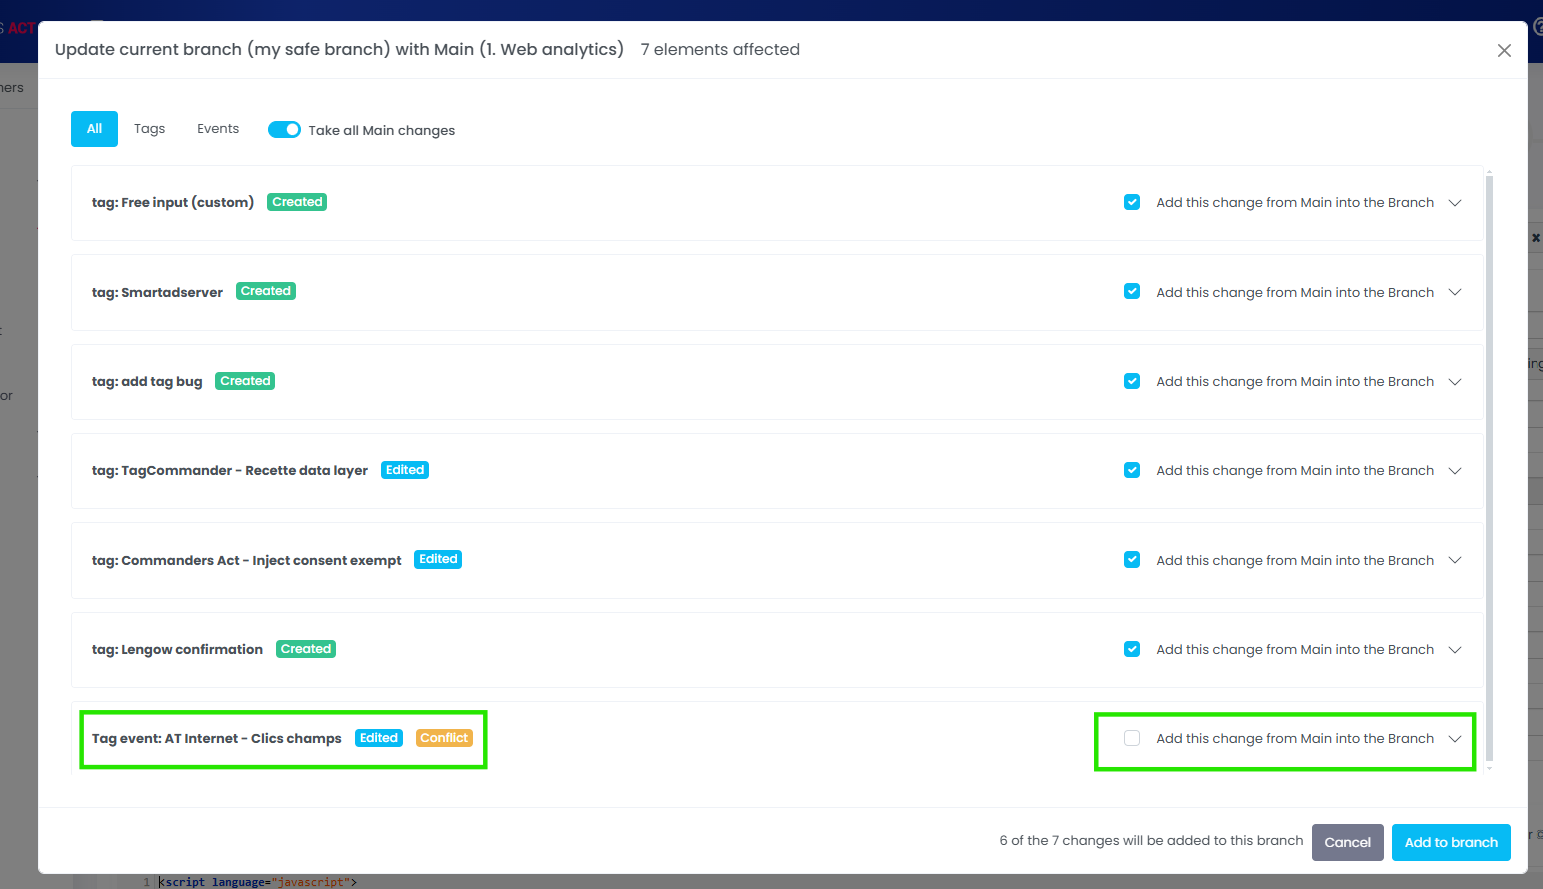 S ACT
Update current branch (my safe branch) with Main (1. Web analytics) 7 elements affected
ners
All Tags Events Take all Main changes
tag: Free input (custom) Created Add this change from Main into the Branch
tag: Smartadserver Created Add this change from Main into the Branch
tag: add tag bug Created Add this change from Main into the Branch
ing
or
tag: TagCommander - Recette data layer Edited Add this change from Main into the Branch
tag: Commanders Act - Inject consent exempt Edited Add this change from Main into the Branch
tag: Lengow confirmation Created Add this change from Main into the Branch
Tag event: AT Internet - Clics champs Edited Conflict Add this change from Main into the Branch
6 of the 7 changes will be added to this branch Cancel Add to branch
1 <script language="javascript">